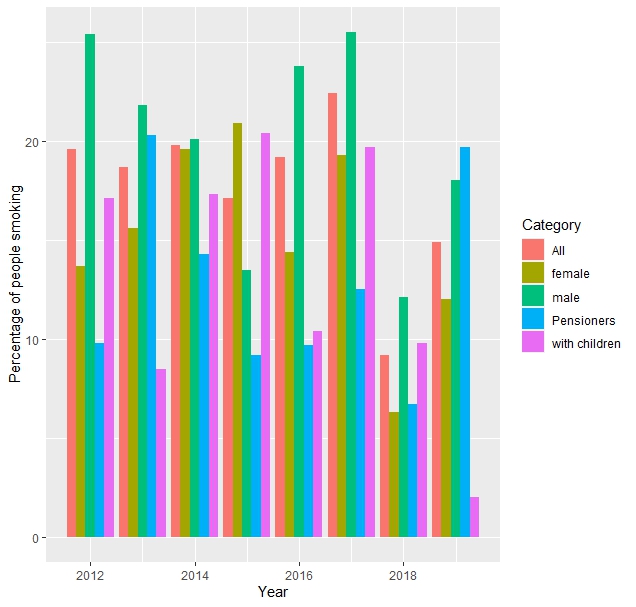 Percentage of people smoking
20
10
0
2012 2014 2016 2018
Year
Category
All
female
male
Pensioners
with children